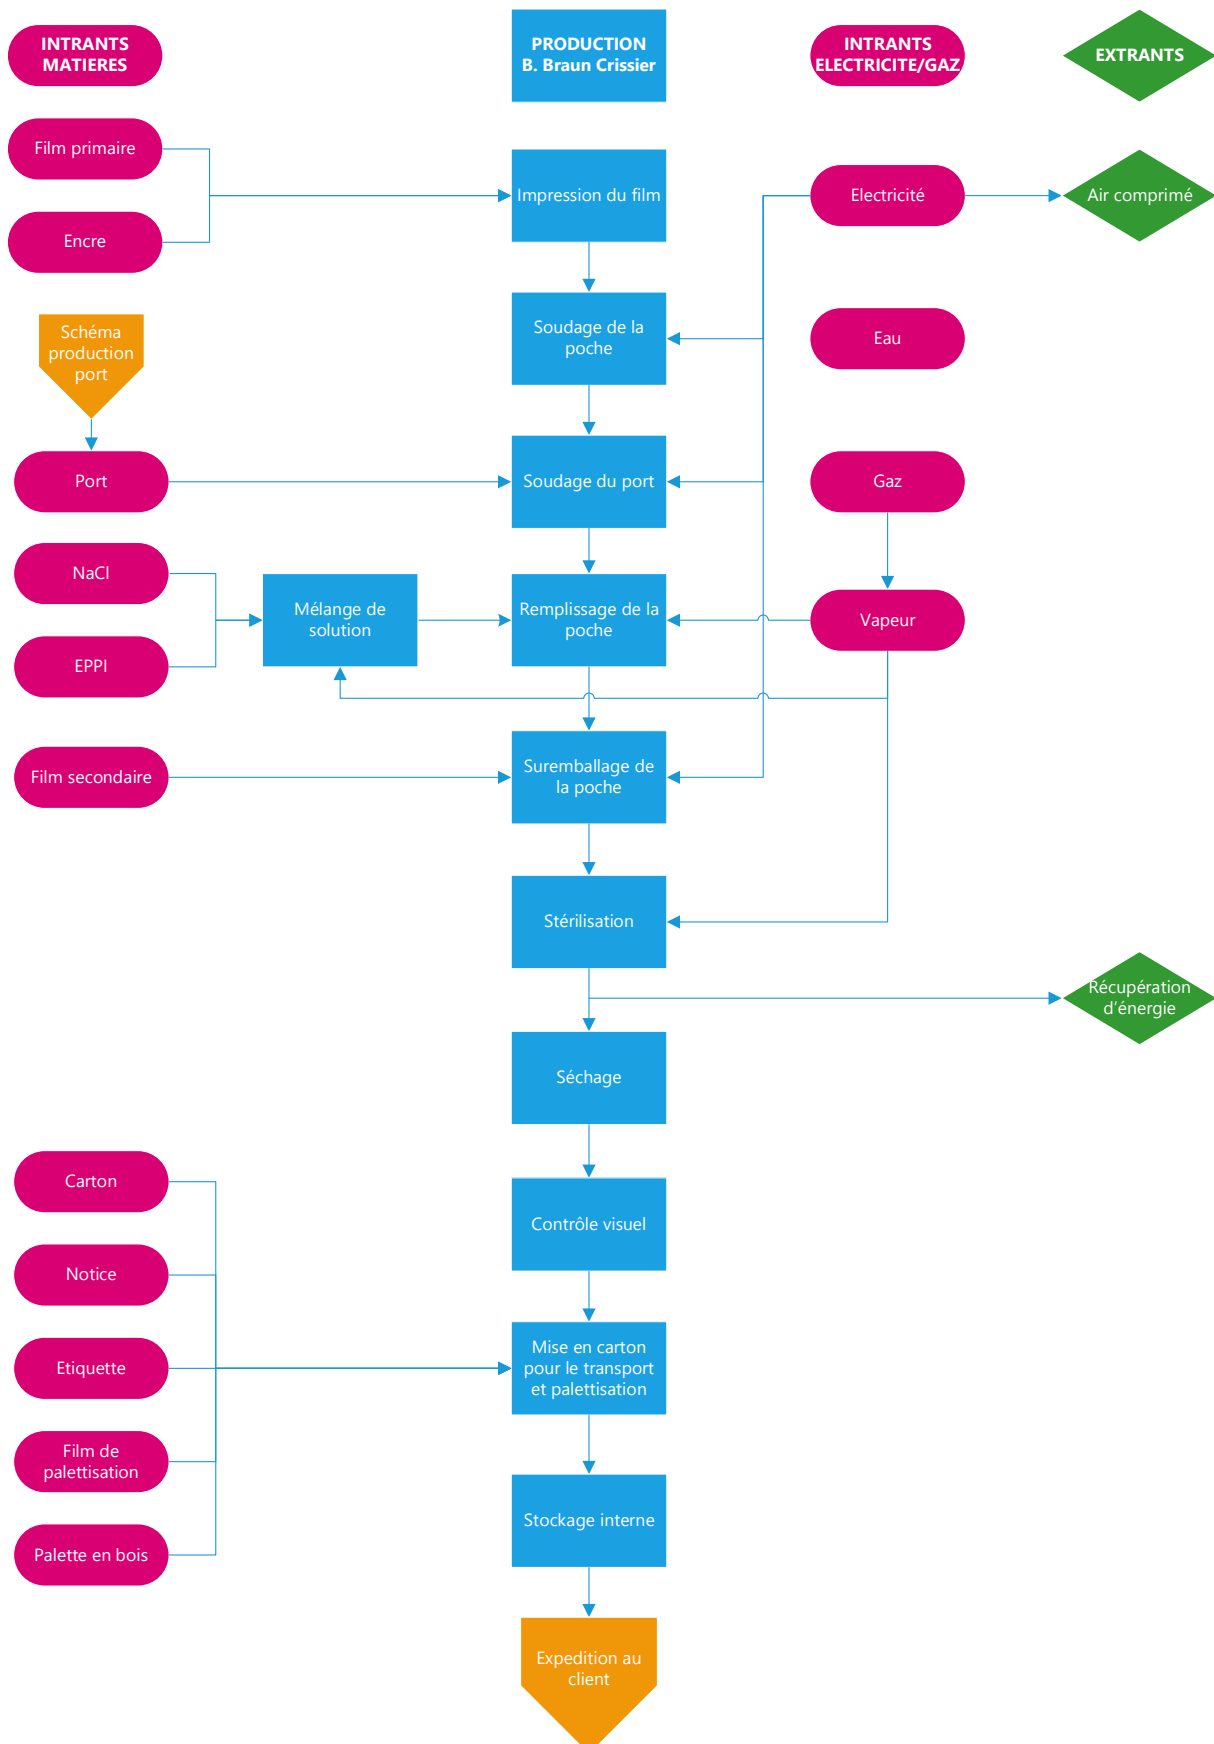 INTRANTS
MATIERES
PRODUCTION
B. Braun Crissier
INTRANTS
ELECTRICITE/GAZ
EXTRANTS
Film primaire
Encre
Impression du film
Electricité
Air comprimé
Schéma
production
port
Soudage de la
poche
Eau
Port
Soudage du port
Gaz
NaCl
EPPI
Mélange de
solution
Remplissage de la
poche
Vapeur
Film secondaire
Suremballage de
la poche
Stérilisation
Récupération
d’énergie
Séchage
Carton
Contrôle visuel
Notice
Etiquette
Mise en carton
pour le transport
et palettisation
Film de
palettisation
Stockage interne
Palette en bois
Expedition au
client